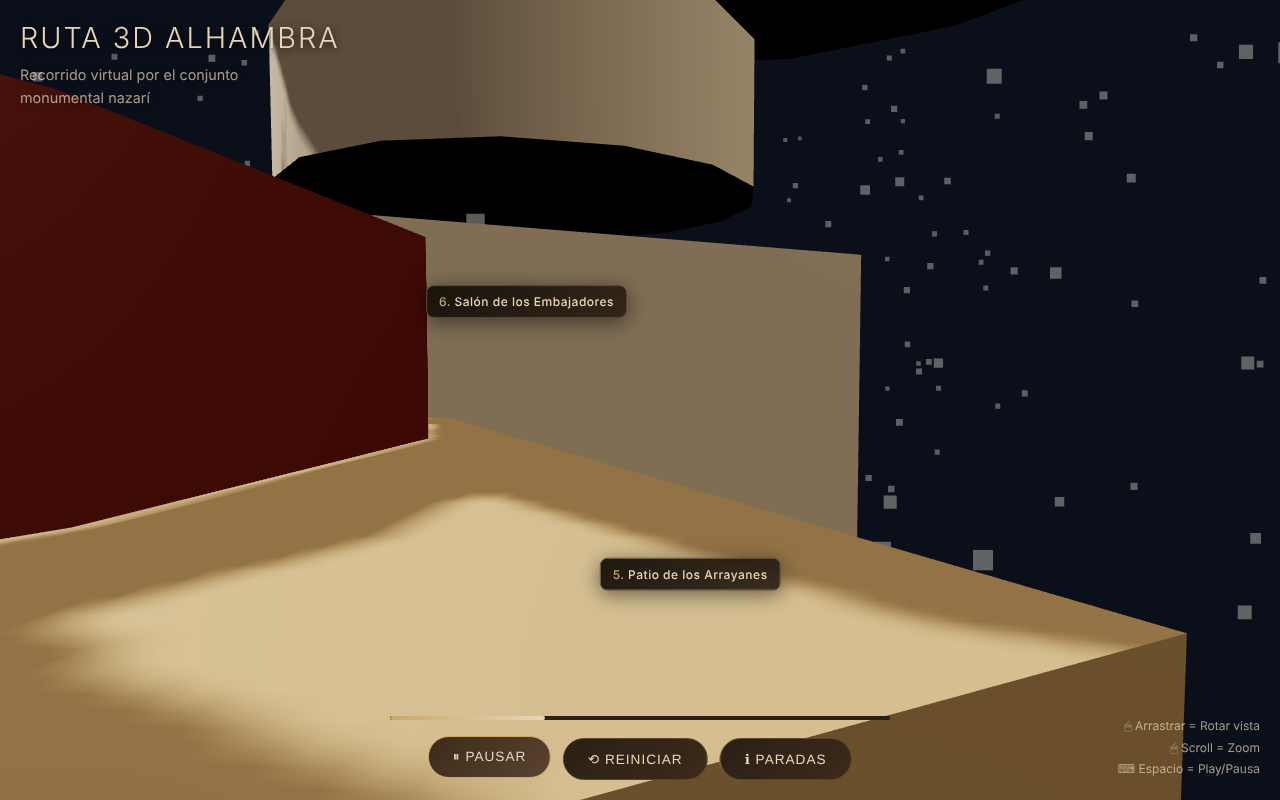 RUTA 3D ALHAMBRA
Recorrido virtual por el conjunto
monumental nazarí
6. Salón de los Embajadores
5. Patio de los Arrayanes
⏸ PAUSAR
⟲ REINICIAR
ℹ PARADAS
🖱 Arrastrar = Rotar vista
🖱 Scroll = Zoom
⌨ Espacio = Play/Pausa